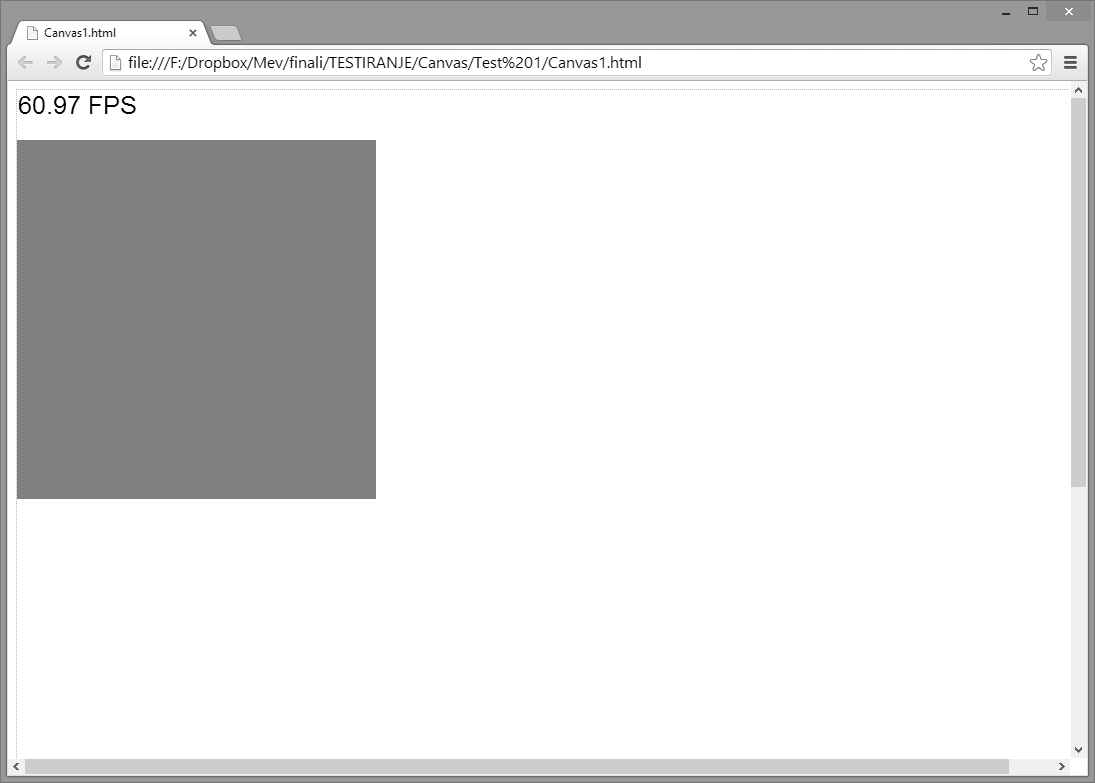 Canvas1.html
file:///F:/Dropbox/Mev/finali/TESTIRANJE/Canvas/Test%201/Canvas1.html
60.97 FPS